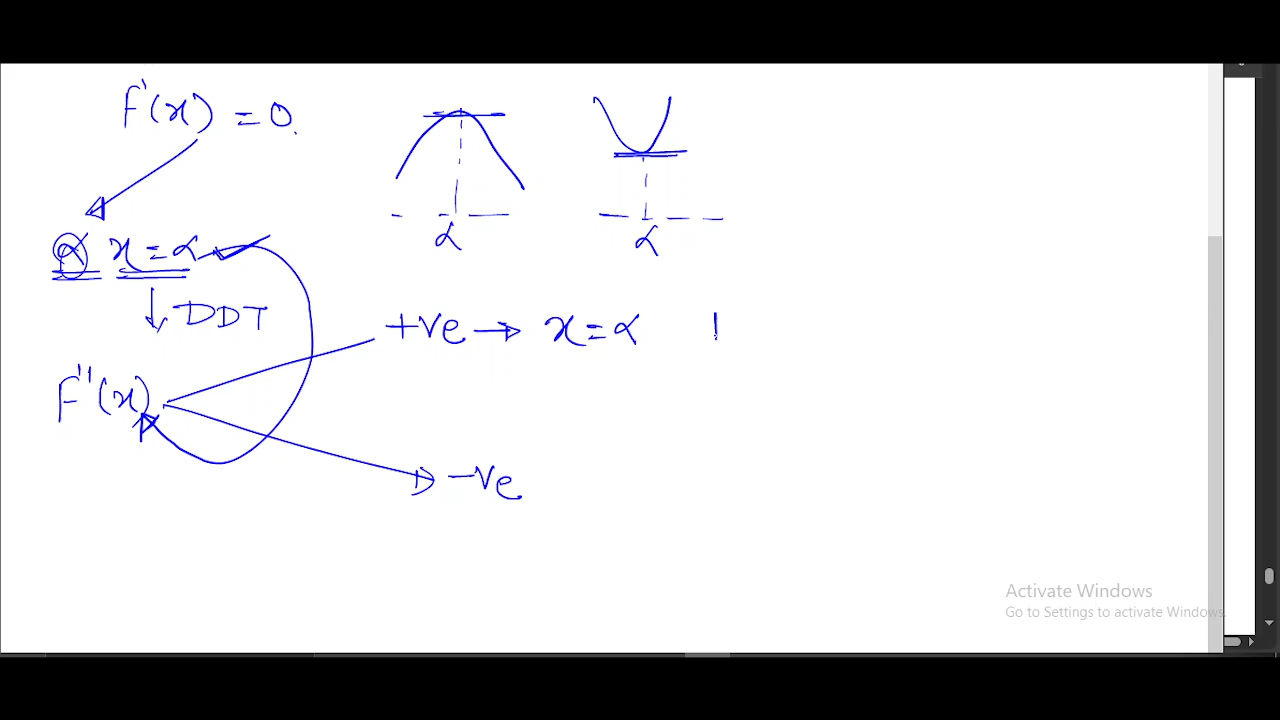 F'(x) = 0.
α
α
α x = α
↓ DDT
+ve → x = α
F''(x)
-ve
Activate Windows
Go to Settings to activate Windows.